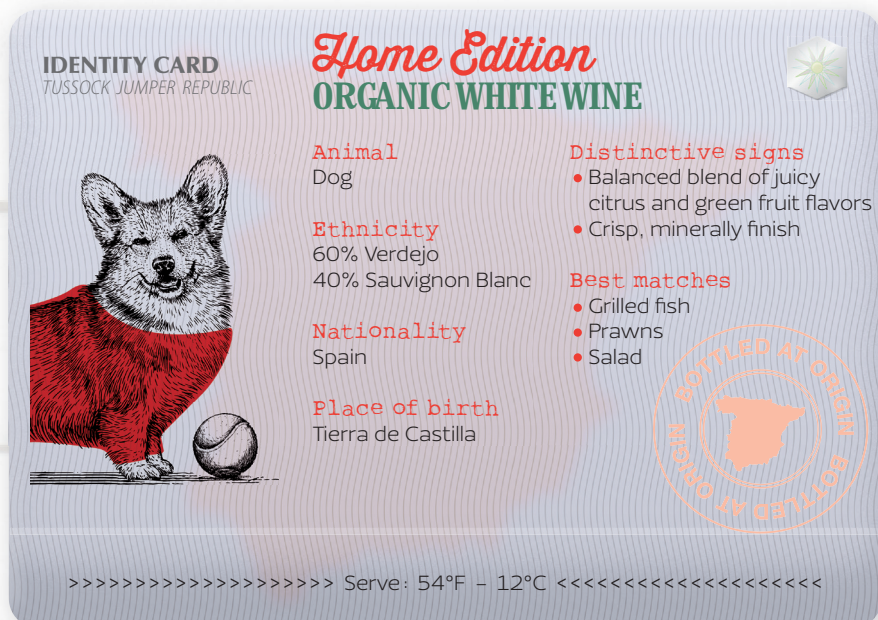 IDENTITY CARD
TUSSOCK JUMPER REPUBLIC
Home Edition
ORGANIC WHITE WINE
Animal
Dog
Ethnicity
60% Verdejo
40% Sauvignon Blanc
Nationality
Spain
Place of birth
Tierra de Castilla
Distinctive signs
• Balanced blend of juicy
citrus and green fruit flavors
• Crisp, minerally finish
Best matches
• Grilled fish
• Prawns
• Salad
BOTTLED AT ORIGIN BOTTLED AT ORIGIN
>>>>>>>>>>>>>>>>>>>> Serve: 54°F – 12°C <<<<<<<<<<<<<<<<<<<<